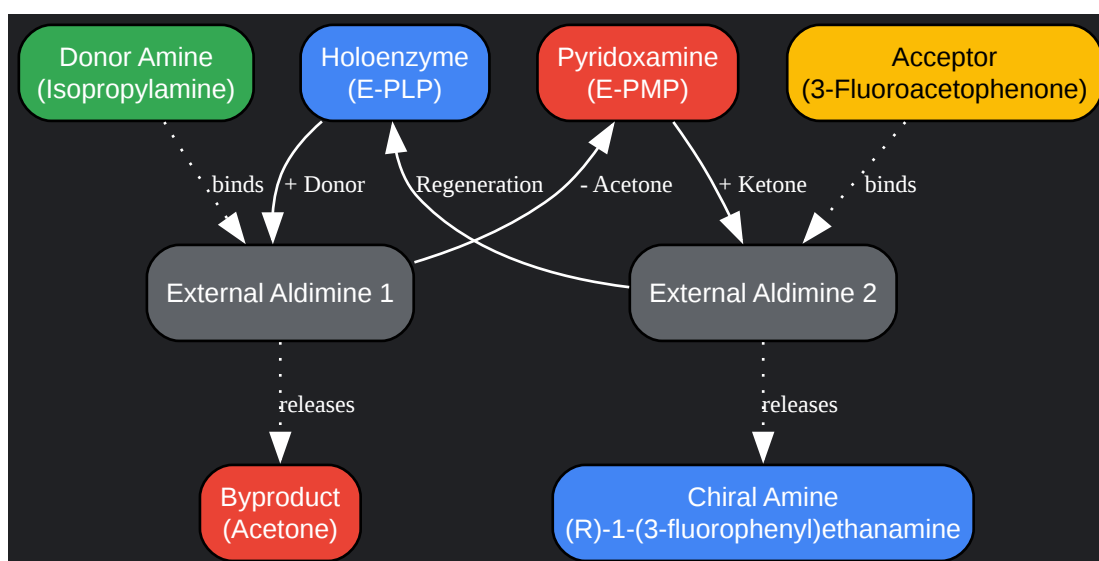 Donor Amine
(Isopropylamine)
Holoenzyme
(E-PLP)
Pyridoxamine
(E-PMP)
Acceptor
(3-Fluoroacetophenone)
binds
+ Donor
Regeneration
- Acetone
+ Ketone
binds
External Aldimine 1
External Aldimine 2
releases
releases
Byproduct
(Acetone)
Chiral Amine
(R)-1-(3-fluorophenyl)ethanamine